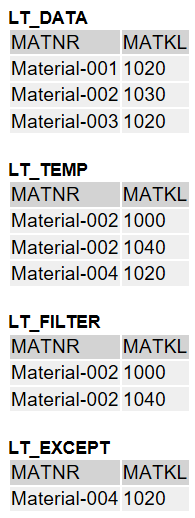 LT_DATA
MATNR MATKL
Material-001 1020
Material-002 1030
Material-003 1020
LT_TEMP
MATNR MATKL
Material-002 1000
Material-002 1040
Material-004 1020
LT_FILTER
MATNR MATKL
Material-002 1000
Material-002 1040
LT_EXCEPT
MATNR MATKL
Material-004 1020